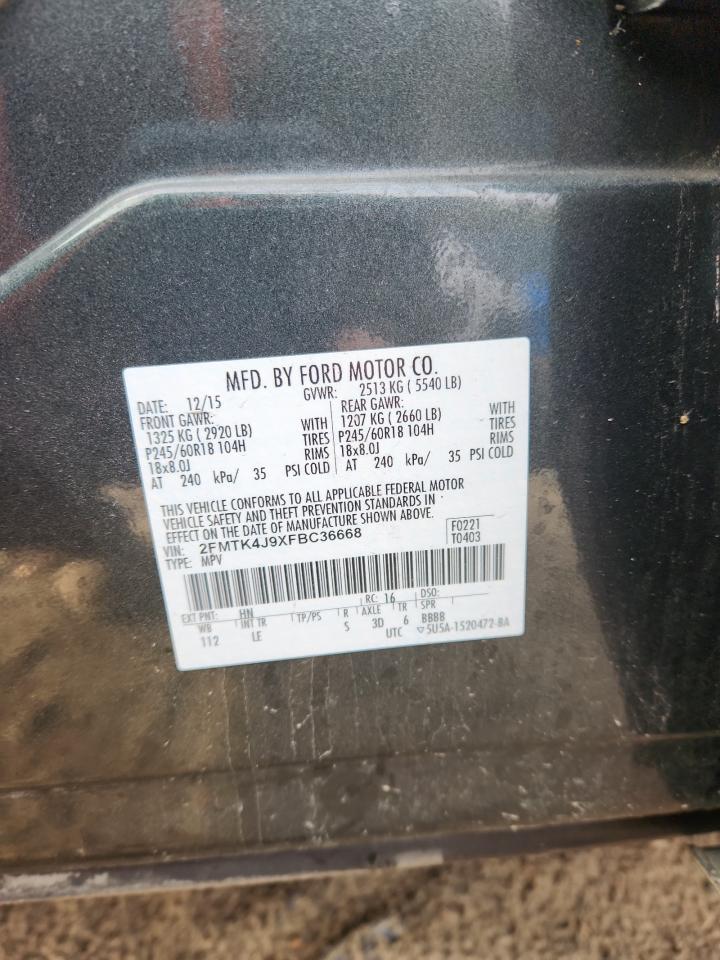 MFD. BY FORD MOTOR CO.
DATE: 12/15 GVWR: 2513 KG ( 5540 LB)
FRONT GAWR: REAR GAWR:
1325 KG ( 2920 LB) WITH 1207 KG ( 2660 LB) WITH
P245/60R18 104H TIRES P245/60R18 104H TIRES
18x8.0J RIMS 18x8.0J RIMS
AT 240 kPa/ 35 PSI COLD AT 240 kPa/ 35 PSI COLD
THIS VEHICLE CONFORMS TO ALL APPLICABLE FEDERAL MOTOR
VEHICLE SAFETY AND THEFT PREVENTION STANDARDS IN
EFFECT ON THE DATE OF MANUFACTURE SHOWN ABOVE.
VIN: 2FMTK4J9XFBC36668 F0221
TYPE: MPV T0403
EXT PNT: HN RC: 16 DSO:
WB INT TR TP/PS R AXLE TR SPR
112 LE S 3D 6 BBBB
UTC ▽5U5A-1520472-BA